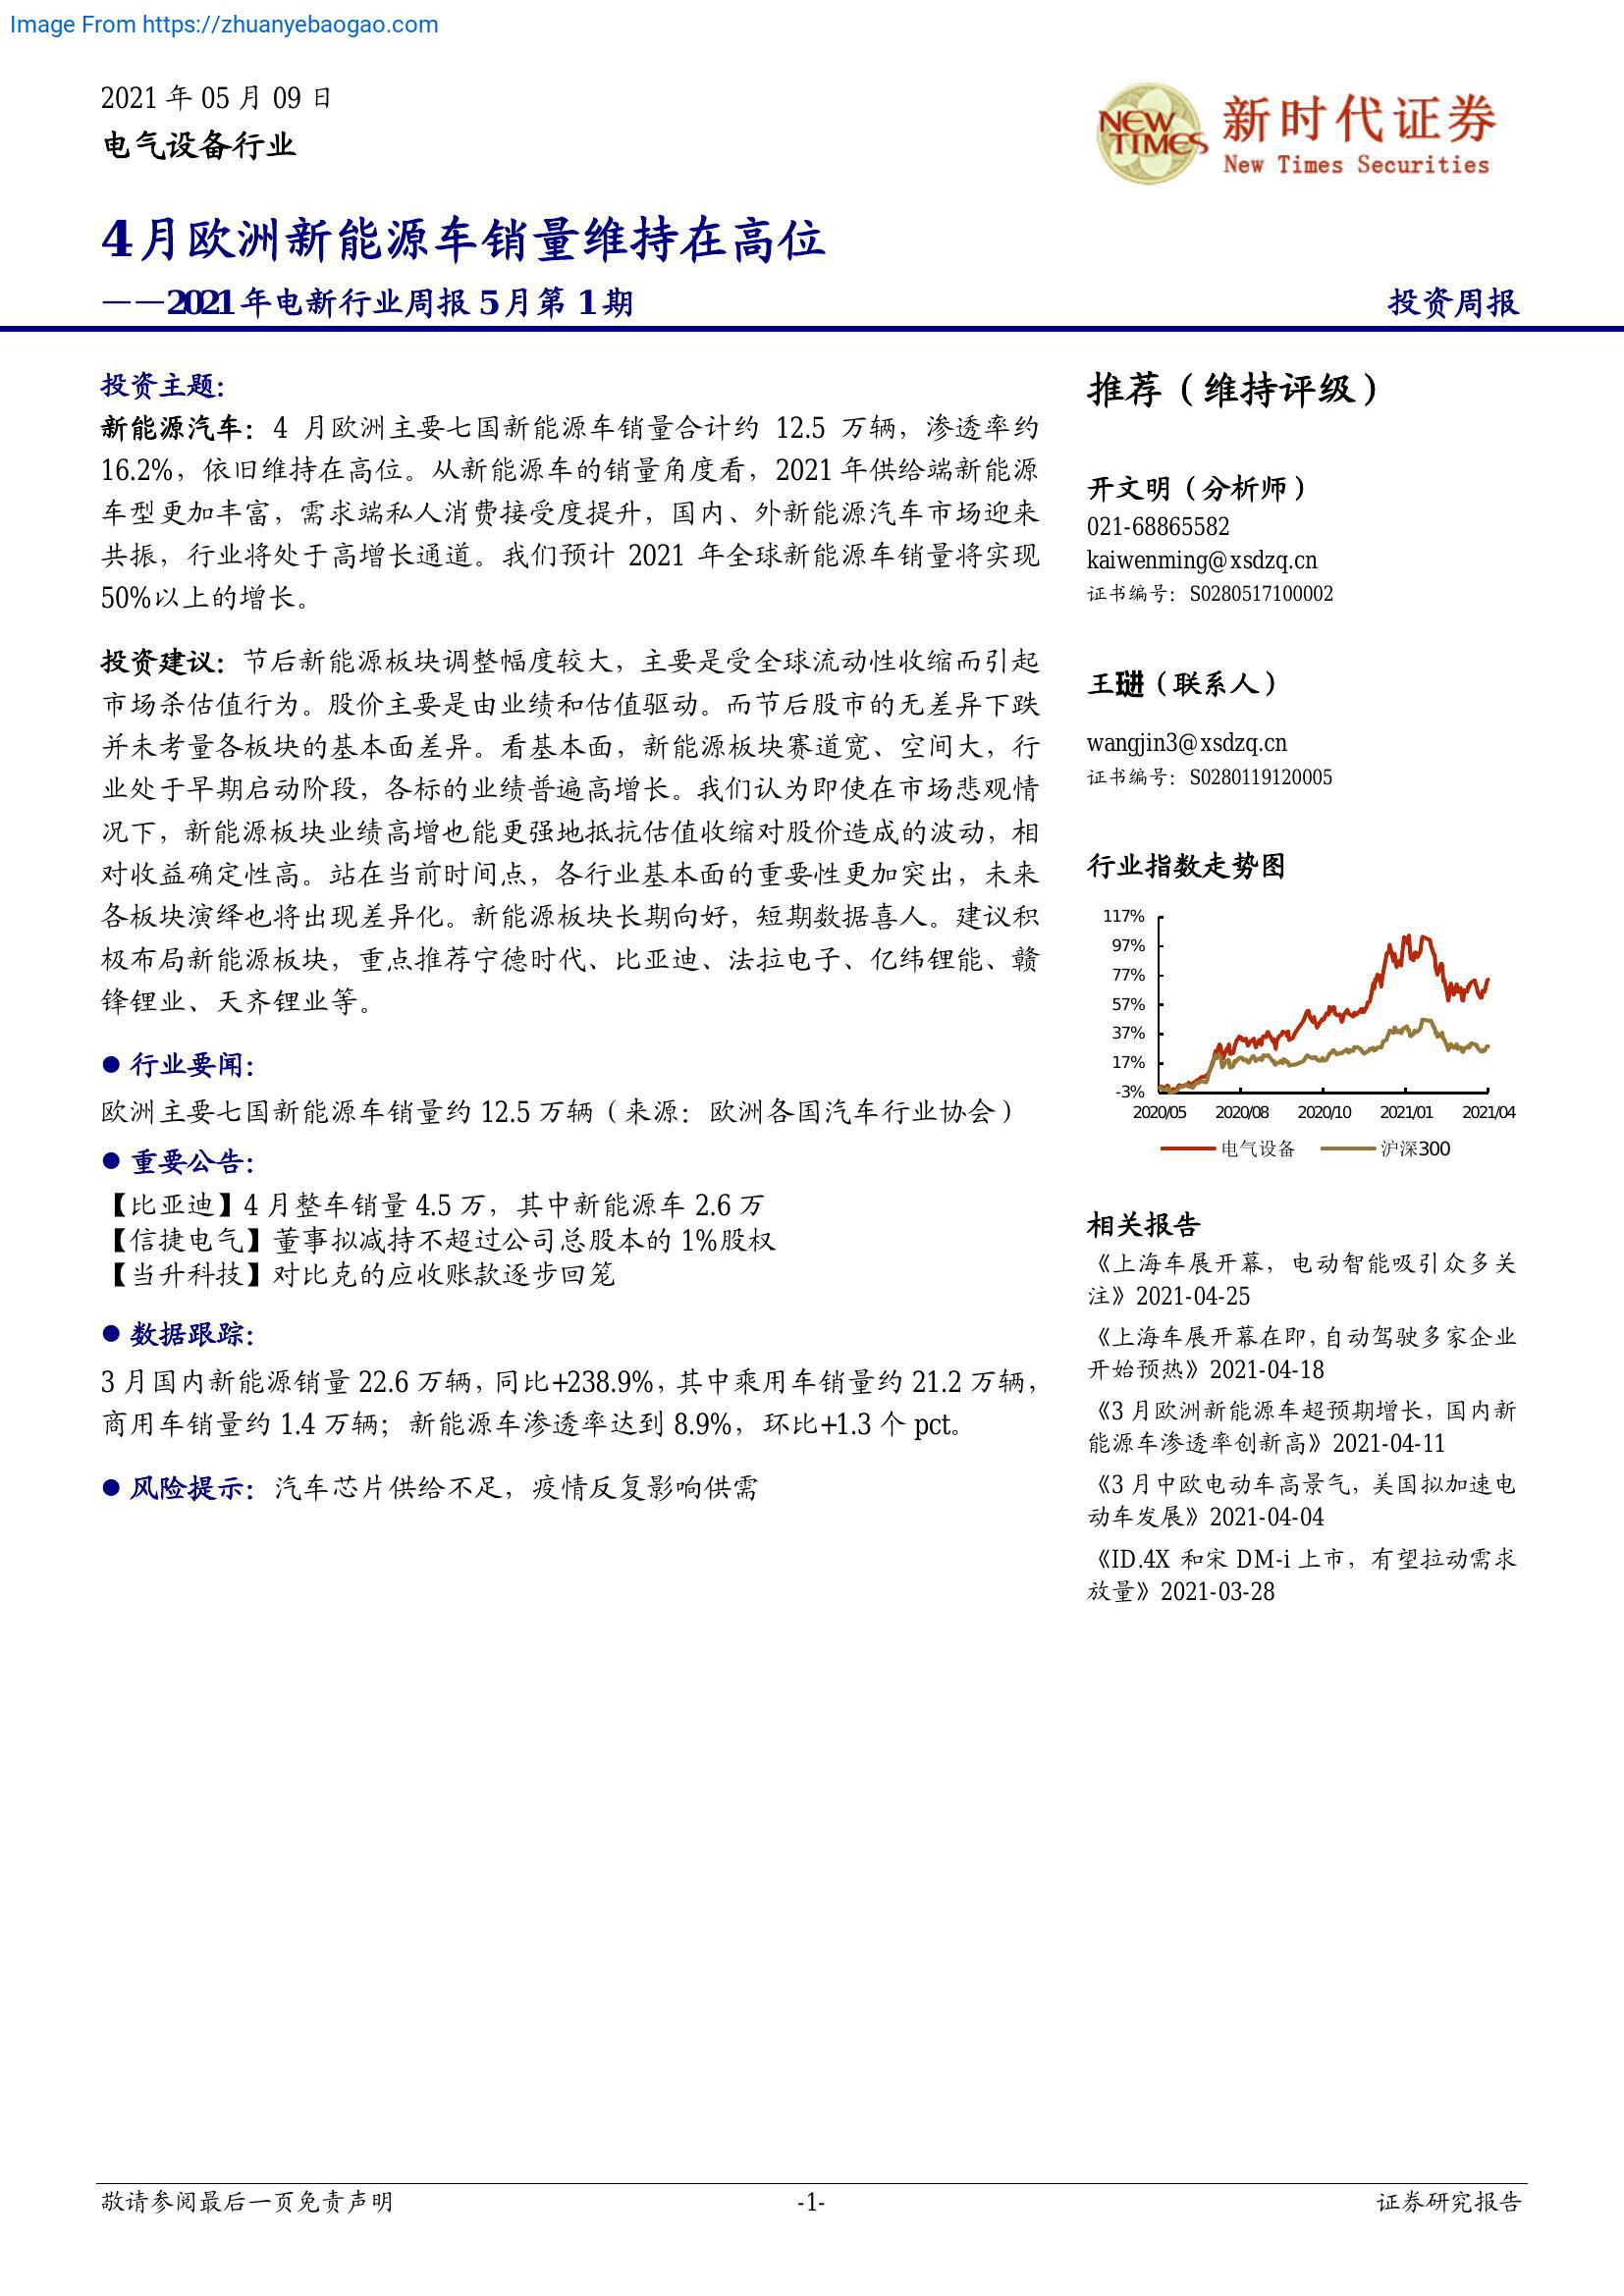 Image From https://zhuanyebaogao.com
2021 年 05 月 09 日
电气设备行业
NEW TIMES
新时代证券
New Times Securities
4月欧洲新能源车销量维持在高位
——2021年电新行业周报5月第1期
投资周报
投资主题：
新能源汽车：4 月欧洲主要七国新能源车销量合计约 12.5 万辆，渗透率约
16.2%，依旧维持在高位。从新能源车的销量角度看，2021 年供给端新能源
车型更加丰富，需求端私人消费接受度提升，国内、外新能源汽车市场迎来
共振，行业将处于高增长通道。我们预计 2021 年全球新能源车销量将实现
50%以上的增长。
投资建议：节后新能源板块调整幅度较大，主要是受全球流动性收缩而引起
市场杀估值行为。股价主要是由业绩和估值驱动。而节后股市的无差异下跌
并未考量各板块的基本面差异。看基本面，新能源板块赛道宽、空间大，行
业处于早期启动阶段，各标的业绩普遍高增长。我们认为即使在市场悲观情
况下，新能源板块业绩高增也能更强地抵抗估值收缩对股价造成的波动，相
对收益确定性高。站在当前时间点，各行业基本面的重要性更加突出，未来
各板块演绎也将出现差异化。新能源板块长期向好，短期数据喜人。建议积
极布局新能源板块，重点推荐宁德时代、比亚迪、法拉电子、亿纬锂能、赣
锋锂业、天齐锂业等。
● 行业要闻：
欧洲主要七国新能源车销量约 12.5 万辆（来源：欧洲各国汽车行业协会）
● 重要公告：
【比亚迪】4 月整车销量 4.5 万，其中新能源车 2.6 万
【信捷电气】董事拟减持不超过公司总股本的 1%股权
【当升科技】对比克的应收账款逐步回笼
● 数据跟踪：
3 月国内新能源销量 22.6 万辆，同比+238.9%，其中乘用车销量约 21.2 万辆，
商用车销量约 1.4 万辆；新能源车渗透率达到 8.9%，环比+1.3 个 pct。
● 风险提示：汽车芯片供给不足，疫情反复影响供需
推荐（维持评级）
开文明（分析师）
021-68865582
kaiwenming@xsdzq.cn
证书编号：S0280517100002
王琎（联系人）
wangjin3@xsdzq.cn
证书编号：S0280119120005
行业指数走势图
117%
97%
77%
57%
37%
17%
-3%
2020/05 2020/08 2020/10 2021/01 2021/04
电气设备 沪深300
相关报告
《上海车展开幕，电动智能吸引众多关
注》2021-04-25
《上海车展开幕在即，自动驾驶多家企业
开始预热》2021-04-18
《3 月欧洲新能源车超预期增长，国内新
能源车渗透率创新高》2021-04-11
《3 月中欧电动车高景气，美国拟加速电
动车发展》2021-04-04
《ID.4X 和宋 DM-i 上市，有望拉动需求
放量》2021-03-28
敬请参阅最后一页免责声明
-1-
证券研究报告